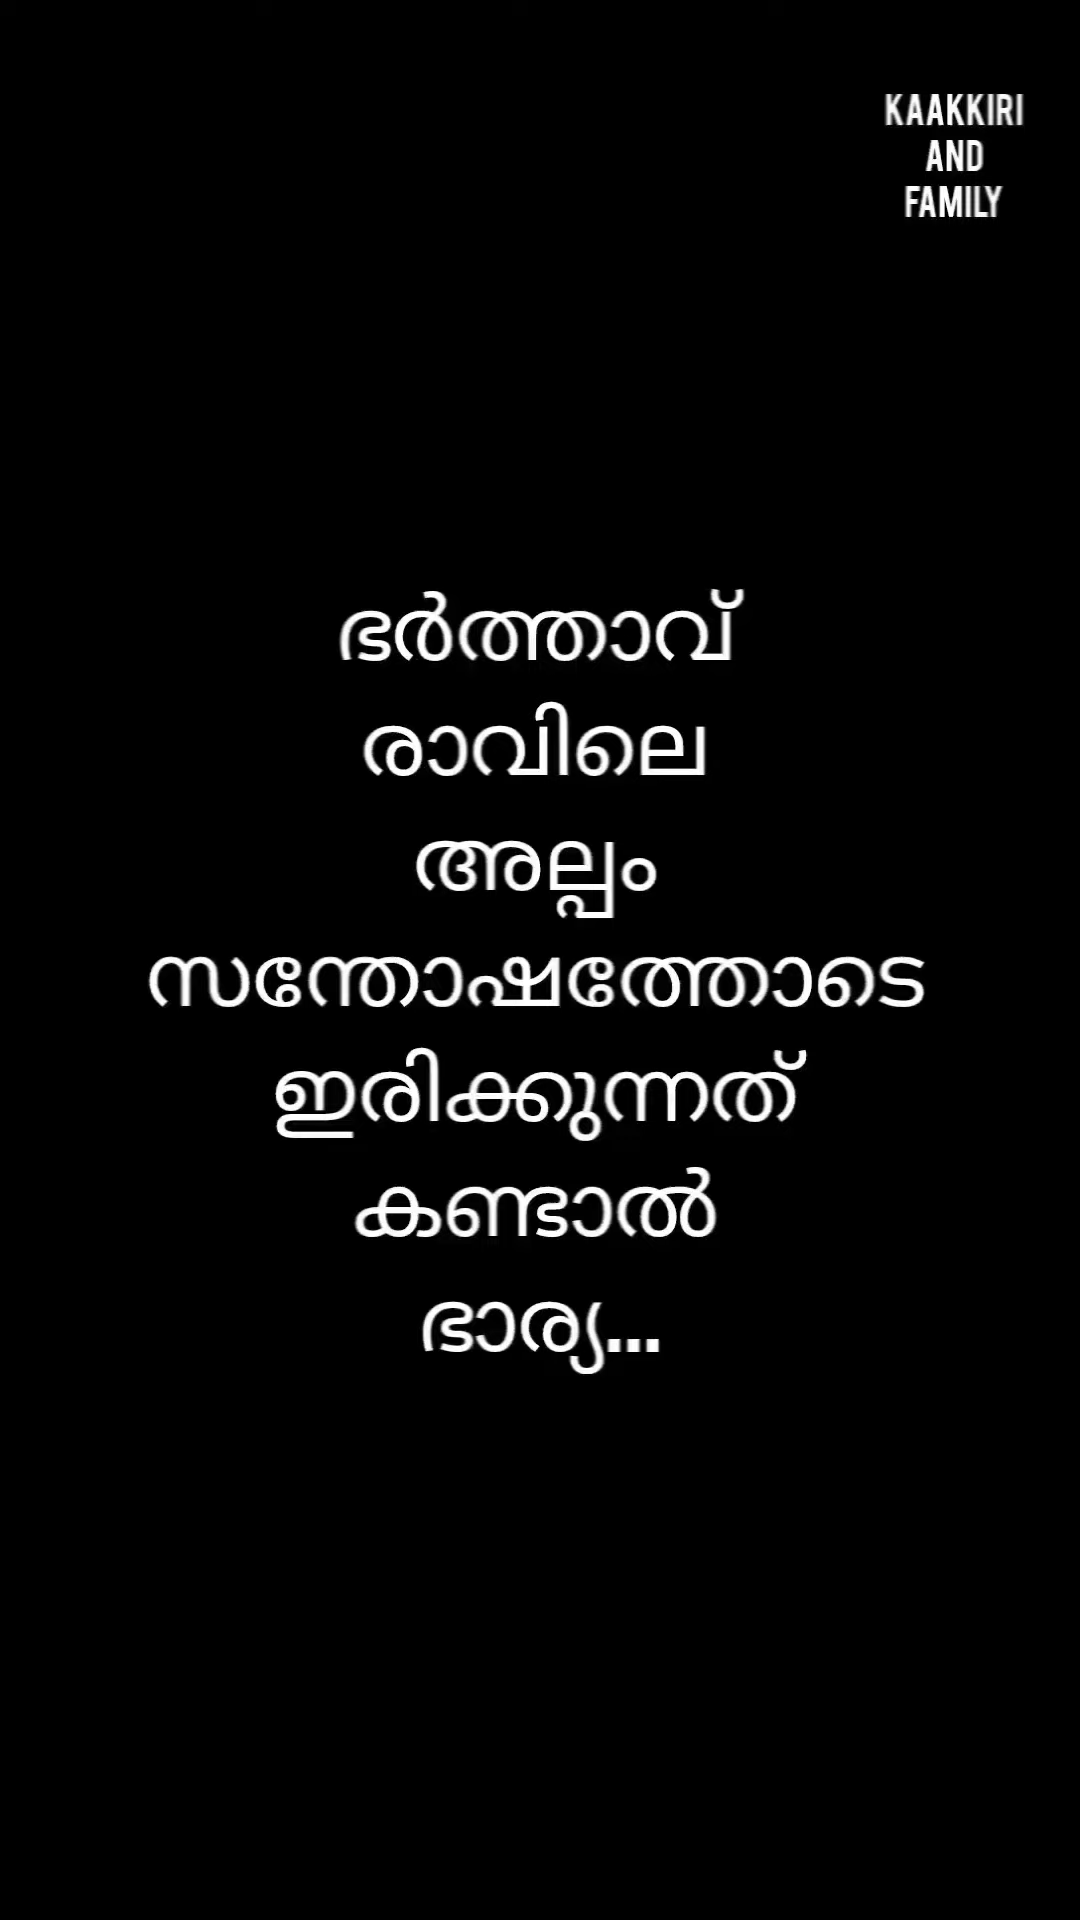 KAAKKIRI
AND
FAMILY
ഭർത്താവ്
രാവിലെ
അല്പം
സന്തോഷത്തോടെ
ഇരിക്കുന്നത്
കണ്ടാൽ
ഭാര്യ...